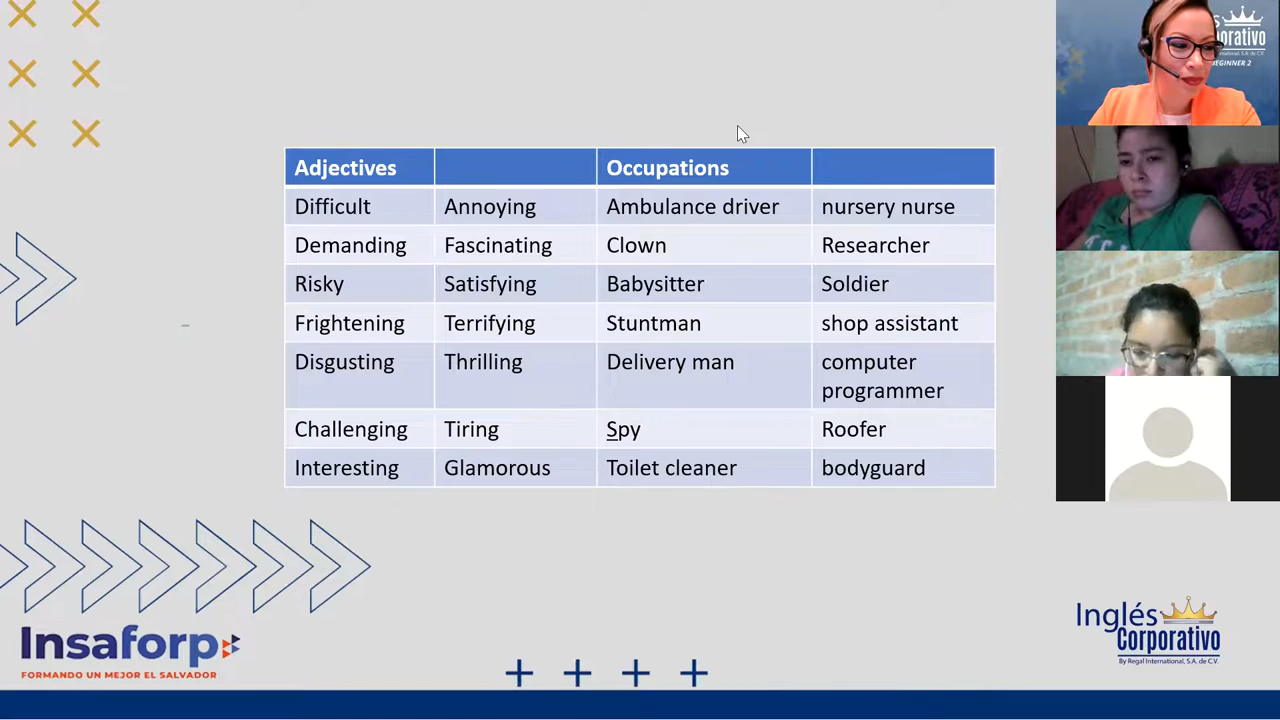 Adjectives Occupations
Difficult Annoying Ambulance driver nursery nurse
Demanding Fascinating Clown Researcher
Risky Satisfying Babysitter Soldier
Frightening Terrifying Stuntman shop assistant
Disgusting Thrilling Delivery man computer
programmer
Challenging Tiring Spy Roofer
Interesting Glamorous Toilet cleaner bodyguard
Insaforp
FORMANDO UN MEJOR EL SALVADOR
Inglés
Corporativo
By Regal International, S.A. de C.V.